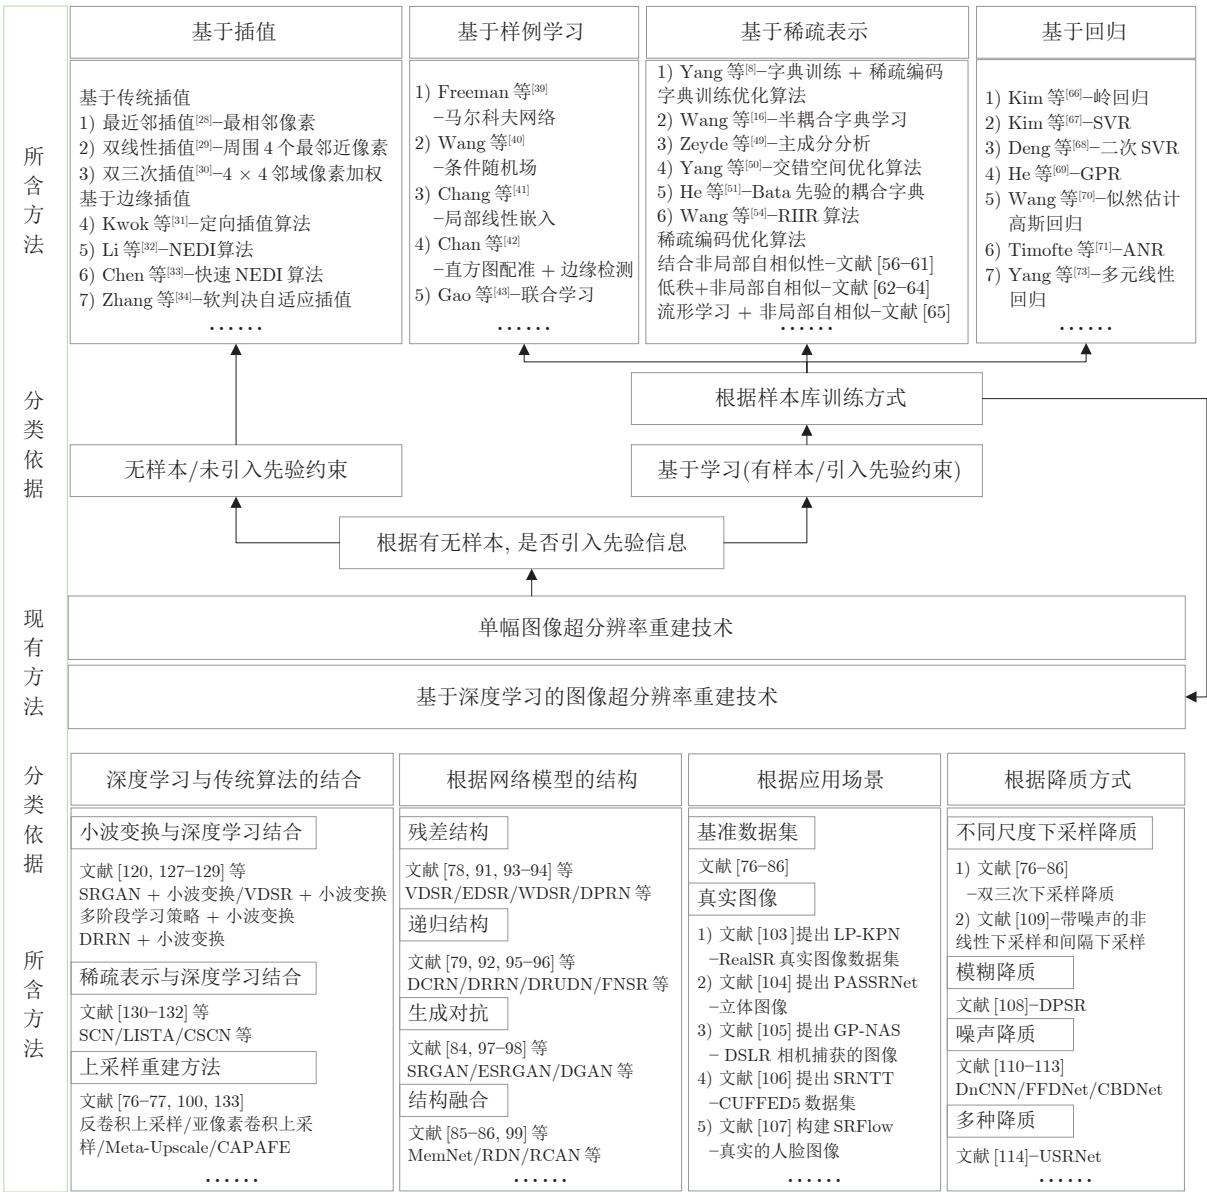 所含方法
基于插值
基于传统插值
1) 最近邻插值[28]–最相邻像素
2) 双线性插值[29]–周围 4 个最邻近像素
3) 双三次插值[30]–4 × 4 邻域像素加权
基于边缘插值
4) Kwok 等[31]–定向插值算法
5) Li 等[32]–NEDI算法
6) Chen 等[33]–快速 NEDI 算法
7) Zhang 等[34]–软判决自适应插值
······
基于样例学习
1) Freeman 等[39]
–马尔科夫网络
2) Wang 等[40]
–条件随机场
3) Chang 等[41]
–局部线性嵌入
4) Chan 等[42]
–直方图配准 + 边缘检测
5) Gao 等[43]–联合学习
······
基于稀疏表示
1) Yang 等[8]–字典训练 + 稀疏编码
字典训练优化算法
2) Wang 等[16]–半耦合字典学习
3) Zeyde 等[49]–主成分分析
4) Yang 等[50]–交错空间优化算法
5) He 等[51]–Bata 先验的耦合字典
6) Wang 等[54]–RIIR 算法
稀疏编码优化算法
结合非局部自相似性–文献 [56–61]
低秩+非局部自相似–文献 [62–64]
流形学习 + 非局部自相似–文献 [65]
······
基于回归
1) Kim 等[66]–岭回归
2) Kim 等[67]–SVR
3) Deng 等[68]–二次 SVR
4) He 等[69]–GPR
5) Wang 等[70]–似然估计
高斯回归
6) Timofte 等[71]–ANR
7) Yang 等[73]–多元线性
回归
······
分类依据
根据样本库训练方式
无样本/未引入先验约束
基于学习(有样本/引入先验约束)
根据有无样本, 是否引入先验信息
现有方法
单幅图像超分辨率重建技术
基于深度学习的图像超分辨率重建技术
分类依据
所含方法
深度学习与传统算法的结合
小波变换与深度学习结合
文献 [120, 127–129] 等
SRGAN + 小波变换/VDSR + 小波变换
多阶段学习策略 + 小波变换
DRRN + 小波变换
稀疏表示与深度学习结合
文献 [130–132] 等
SCN/LISTA/CSCN 等
上采样重建方法
文献 [76–77, 100, 133]
反卷积上采样/亚像素卷积上采
样/Meta-Upscale/CAPAFE
······
根据网络模型的结构
残差结构
文献 [78, 91, 93–94] 等
VDSR/EDSR/WDSR/DPRN 等
递归结构
文献 [79, 92, 95–96] 等
DCRN/DRRN/DRUDN/FNSR 等
生成对抗
文献 [84, 97–98] 等
SRGAN/ESRGAN/DGAN 等
结构融合
文献 [85–86, 99] 等
MemNet/RDN/RCAN 等
······
根据应用场景
基准数据集
文献 [76–86]
真实图像
1) 文献 [103 ]提出 LP-KPN
–RealSR 真实图像数据集
2) 文献 [104] 提出 PASSRNet
–立体图像
3) 文献 [105] 提出 GP-NAS
– DSLR 相机捕获的图像
4) 文献 [106] 提出 SRNTT
–CUFFED5 数据集
5) 文献 [107] 构建 SRFlow
–真实的人脸图像
······
根据降质方式
不同尺度下采样降质
1) 文献 [76–86]
–双三次下采样降质
2) 文献 [109]–带噪声的非
线性下采样和间隔下采样
模糊降质
文献 [108]–DPSR
噪声降质
文献 [110–113]
DnCNN/FFDNet/CBDNet
多种降质
文献 [114]–USRNet
······